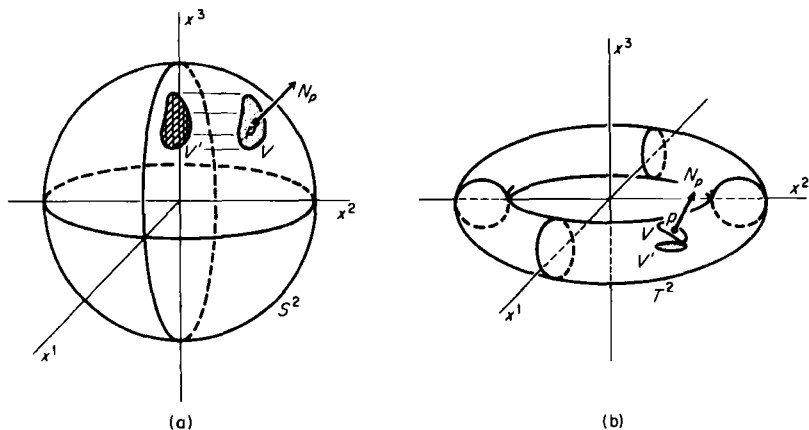 x³
N_p
p
V'
V
x²
S²
x¹
(a)
x³
N_p
x²
p
V
V'
T²
x¹
(b)